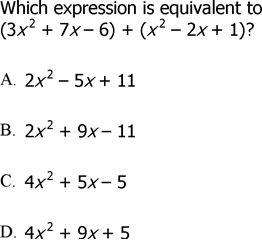 Which expression is equivalent to
(3x² + 7x – 6) + (x² – 2x + 1)?
A. 2x² – 5x + 11
B. 2x² + 9x – 11
C. 4x² + 5x – 5
D. 4x² + 9x + 5